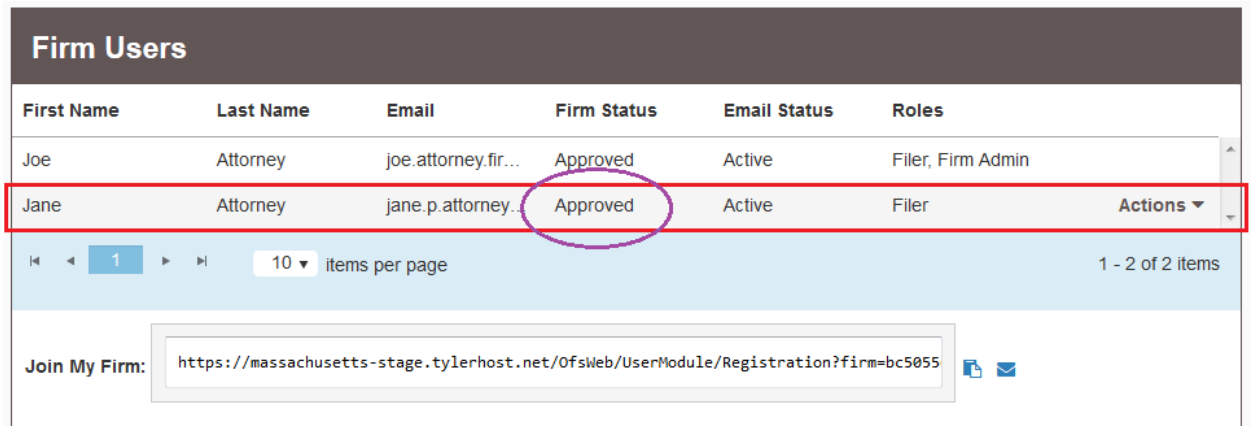 Firm Users
First Name Last Name Email Firm Status Email Status Roles
Joe Attorney joe.attorney.fir... Approved Active Filer, Firm Admin
Jane Attorney jane.p.attorney... Approved Active Filer Actions
1 10 items per page 1 - 2 of 2 items
Join My Firm: https://massachusetts-stage.tylerhost.net/OfsWeb/UserModule/Registration?firm=bc5055